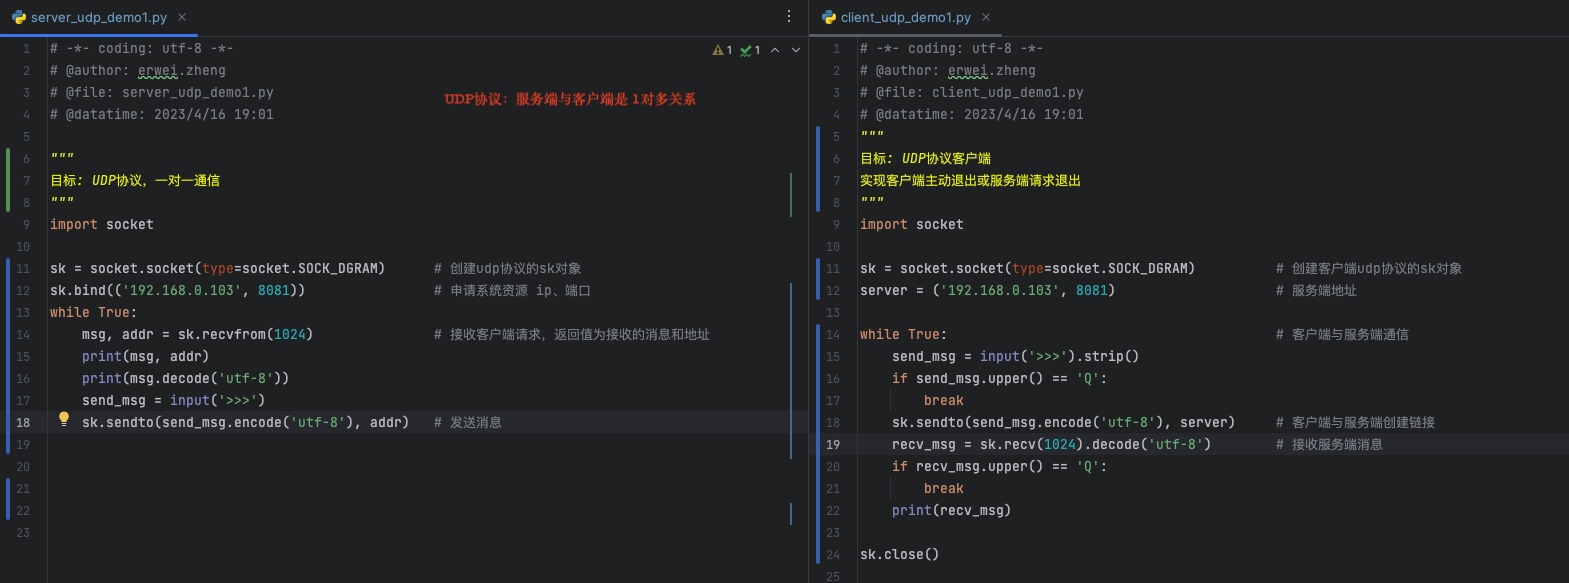 server_udp_demo1.py
1 # -*- coding: utf-8 -*-
2 # @author: erwei.zheng
3 # @file: server_udp_demo1.py
4 # @datatime: 2023/4/16 19:01
5
6 """
7 目标: UDP协议, 一对一通信
8 """
9 import socket
10
11 sk = socket.socket(type=socket.SOCK_DGRAM) # 创建udp协议的sk对象
12 sk.bind(('192.168.0.103', 8081)) # 申请系统资源 ip、端口
13 while True:
14 msg, addr = sk.recvfrom(1024) # 接收客户端请求, 返回值为接收的消息和地址
15 print(msg, addr)
16 print(msg.decode('utf-8'))
17 send_msg = input('>>>')
18 sk.sendto(send_msg.encode('utf-8'), addr) # 发送消息
19
20
21
22
23
1 1
UDP协议: 服务端与客户端是 1对多关系
client_udp_demo1.py
1 # -*- coding: utf-8 -*-
2 # @author: erwei.zheng
3 # @file: client_udp_demo1.py
4 # @datatime: 2023/4/16 19:01
5 """
6 目标: UDP协议客户端
7 实现客户端主动退出或服务端请求退出
8 """
9 import socket
10
11 sk = socket.socket(type=socket.SOCK_DGRAM) # 创建客户端udp协议的sk对象
12 server = ('192.168.0.103', 8081) # 服务端地址
13
14 while True: # 客户端与服务端通信
15 send_msg = input('>>>').strip()
16 if send_msg.upper() == 'Q':
17 break
18 sk.sendto(send_msg.encode('utf-8'), server) # 客户端与服务端创建链接
19 recv_msg = sk.recv(1024).decode('utf-8') # 接收服务端消息
20 if recv_msg.upper() == 'Q':
21 break
22 print(recv_msg)
23
24 sk.close()
25